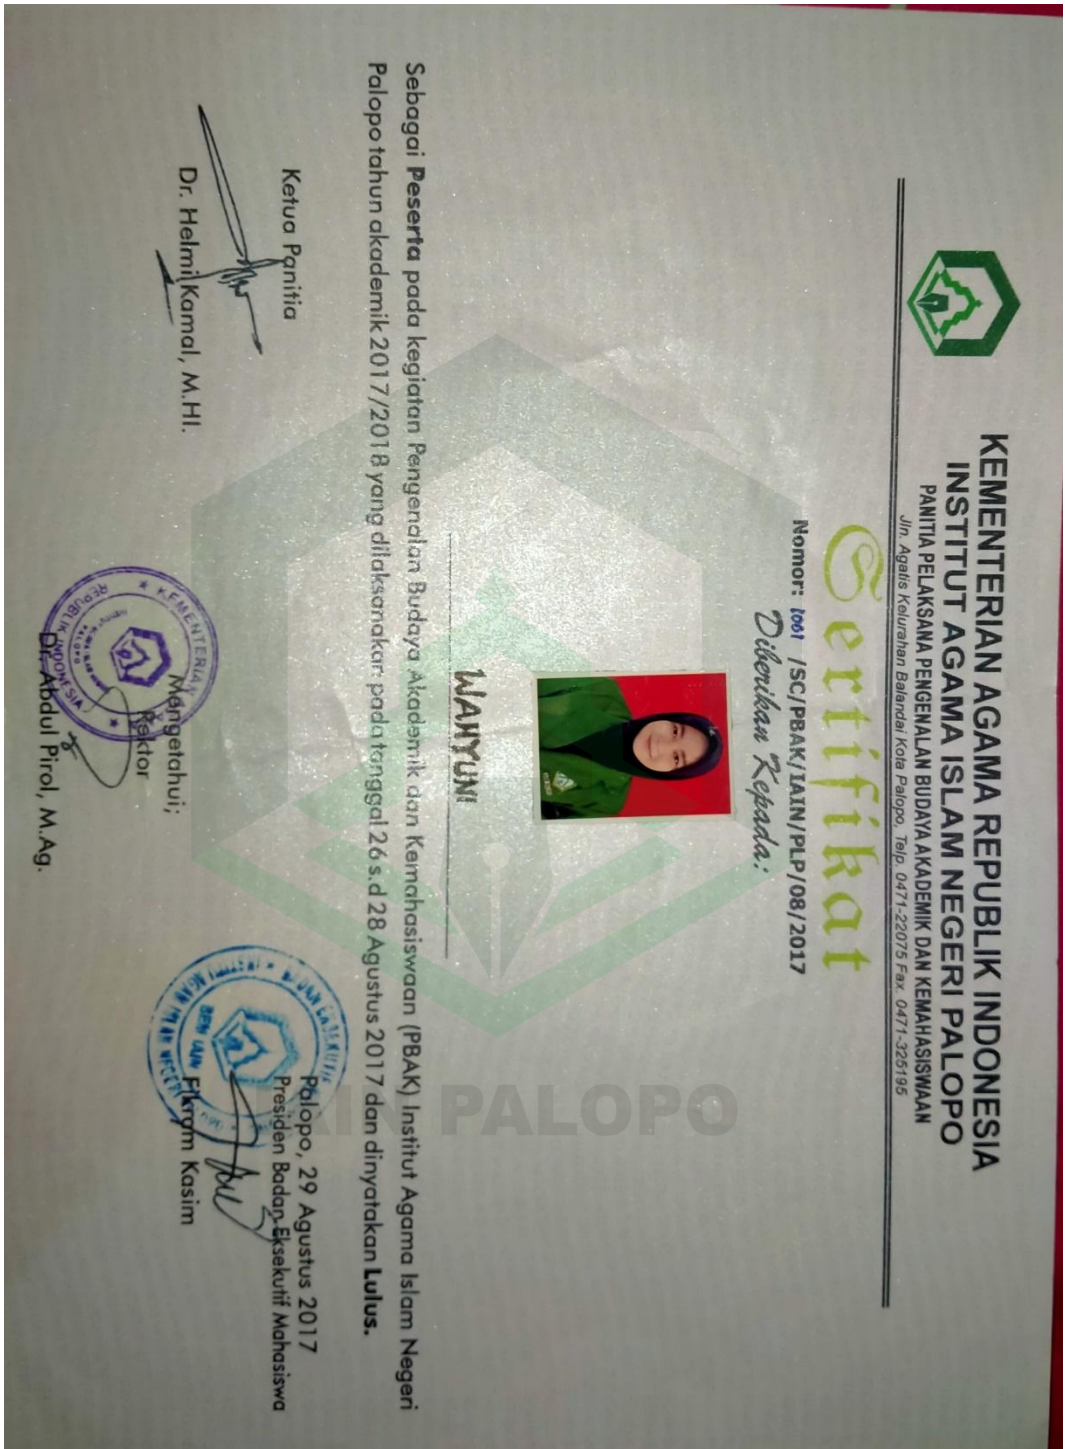 KEMENTERIAN AGAMA REPUBLIK INDONESIA
INSTITUT AGAMA ISLAM NEGERI PALOPO
PANITIA PELAKSANA PENGENALAN BUDAYA AKADEMIK DAN KEMAHASISWAAN
Jln. Agatis Kelurahan Balandai Kota Palopo, Telp. 0471-22075 Fax. 0471-325195
Sertifikat
Nomor: 1001 /SC/PBAK/IAIN/PLP/08/2017
Diberikan Kepada:
WAHYUNI
Sebagai Peserta pada kegiatan Pengenalan Budaya Akademik dan Kemahasiswaan (PBAK) Institut Agama Islam Negeri
Palopo tahun akademik 2017/2018 yang dilaksanakan pada tanggal 26 s.d 28 Agustus 2017 dan dinyatakan Lulus.
Palopo, 29 Agustus 2017
Ketua Panitia
Presiden Badan Eksekutif Mahasiswa
Dr. Helmi Kamal, M.HI.
Fikram Kasim
Mengetahui;
Rektor
Dr. Abdul Pirol, M.Ag.
KEMENTERIAN
REPUBLIK INDONESIA
IAIN PALOPO